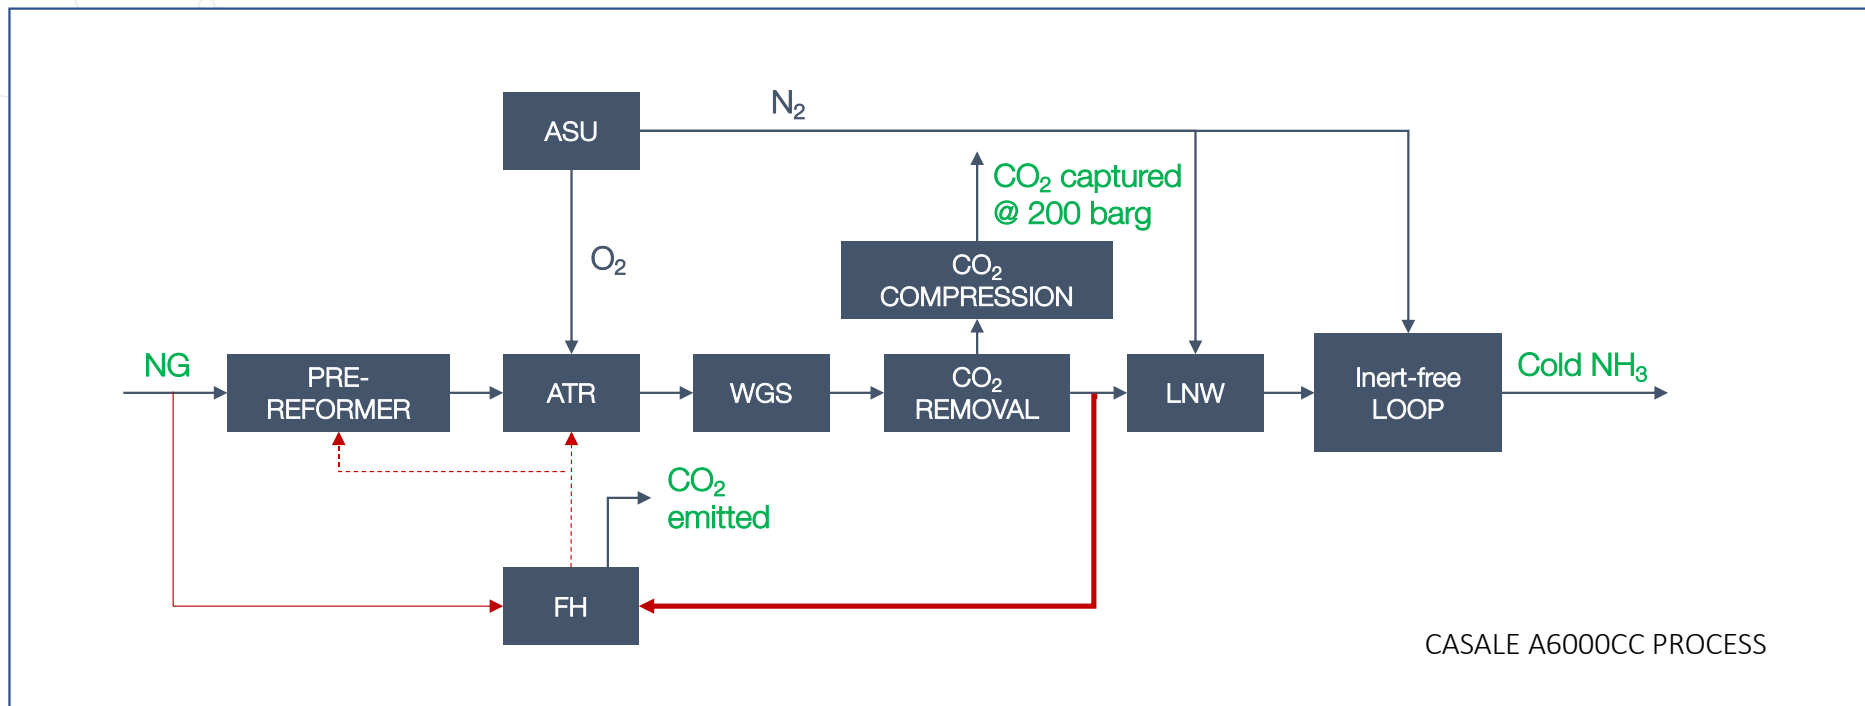 ASU
N₂
CO₂ captured
@ 200 barg
O₂
CO₂
COMPRESSION
NG
PRE-
REFORMER
ATR
WGS
CO₂
REMOVAL
LNW
Inert-free
LOOP
Cold NH₃
CO₂
emitted
FH
CASALE A6000CC PROCESS